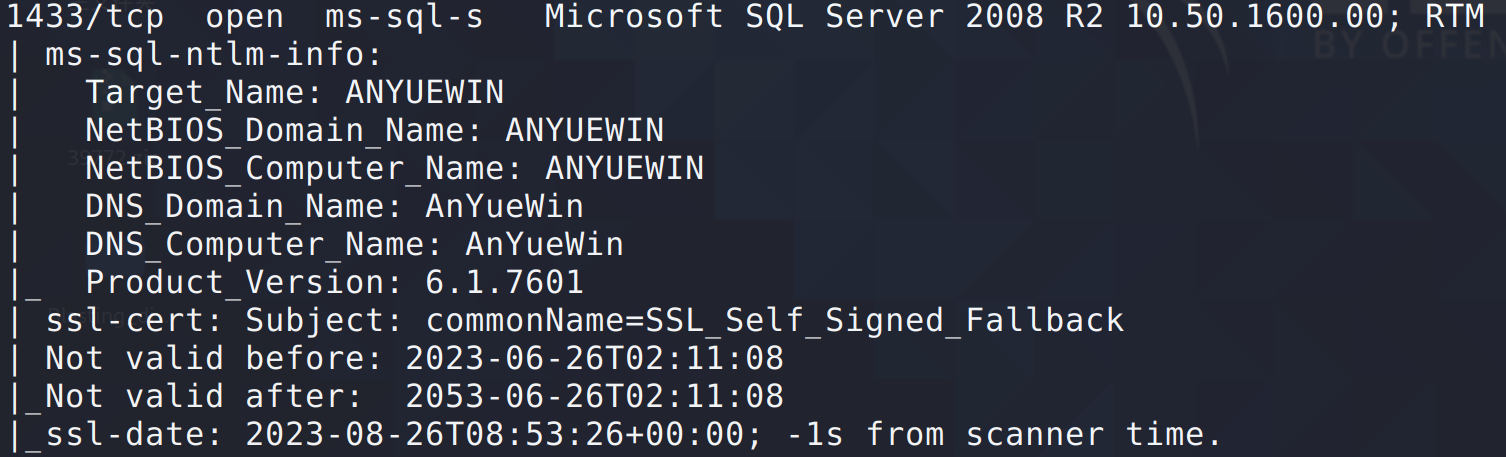 1433/tcp  open  ms-sql-s   Microsoft SQL Server 2008 R2 10.50.1600.00; RTM
| ms-sql-ntlm-info:
|   Target_Name: ANYUEWIN
|   NetBIOS_Domain_Name: ANYUEWIN
|   NetBIOS_Computer_Name: ANYUEWIN
|   DNS_Domain_Name: AnYueWin
|   DNS_Computer_Name: AnYueWin
|_  Product_Version: 6.1.7601
| ssl-cert: Subject: commonName=SSL_Self_Signed_Fallback
| Not valid before: 2023-06-26T02:11:08
|_Not valid after:  2053-06-26T02:11:08
|_ssl-date: 2023-08-26T08:53:26+00:00; -1s from scanner time.
BY OFFEN